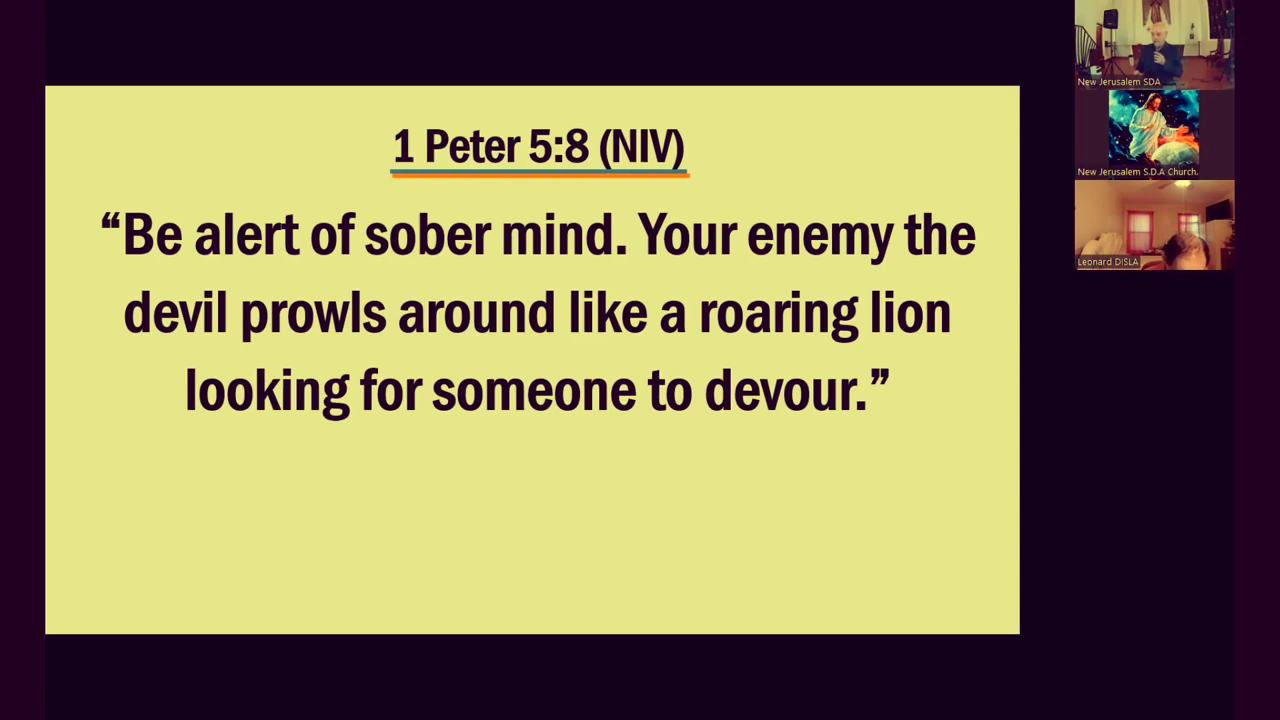 1 Peter 5:8 (NIV)
“Be alert of sober mind. Your enemy the
devil prowls around like a roaring lion
looking for someone to devour.”
New Jerusalem SDA
New Jerusalem S.D.A Church.
Leonard DISLA